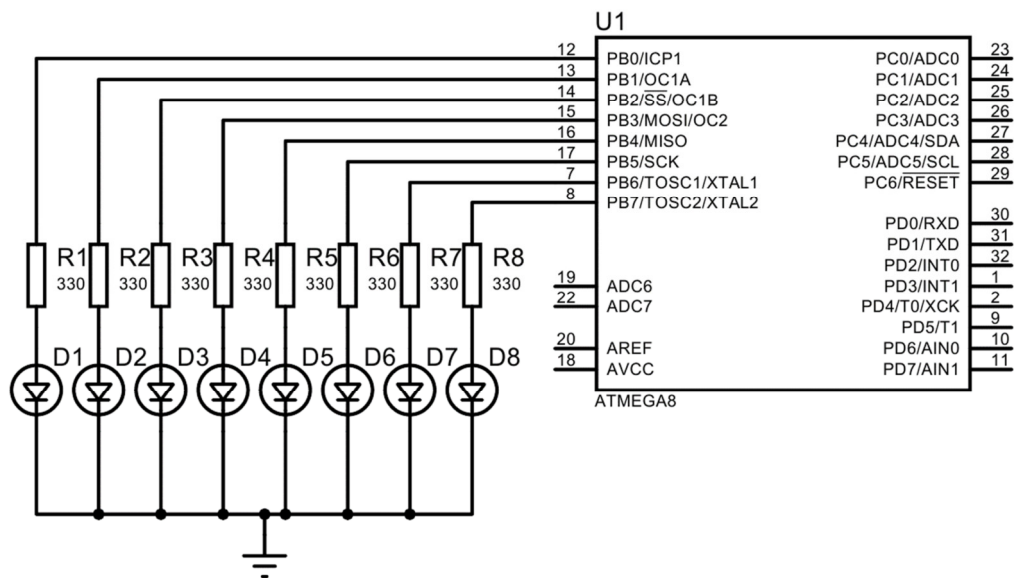 U1
12 PB0/ICP1 PC0/ADC0 23
13 PB1/OC1A PC1/ADC1 24
14 PB2/SS/OC1B PC2/ADC2 25
15 PB3/MOSI/OC2 PC3/ADC3 26
16 PB4/MISO PC4/ADC4/SDA 27
17 PB5/SCK PC5/ADC5/SCL 28
7 PB6/TOSC1/XTAL1 PC6/RESET 29
8 PB7/TOSC2/XTAL2
PD0/RXD 30
PD1/TXD 31
R1 R2 R3 R4 R5 R6 R7 R8
330 330 330 330 330 330 330 330
PD2/INT0 32
19 ADC6 PD3/INT1 1
22 ADC7 PD4/T0/XCK 2
PD5/T1 9
20 AREF PD6/AIN0 10
18 AVCC PD7/AIN1 11
D1 D2 D3 D4 D5 D6 D7 D8
ATMEGA8